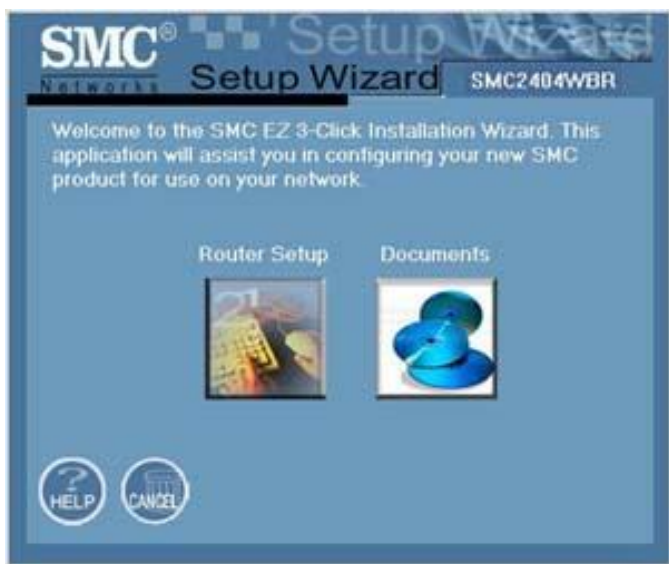 SMC®
Networks
Setup Wizard
Setup Wizard
SMC2404WBR
Welcome to the SMC EZ 3-Click Installation Wizard. This
application will assist you in configuring your new SMC
product for use on your network.
Router Setup
Documents
HELP
CANCEL